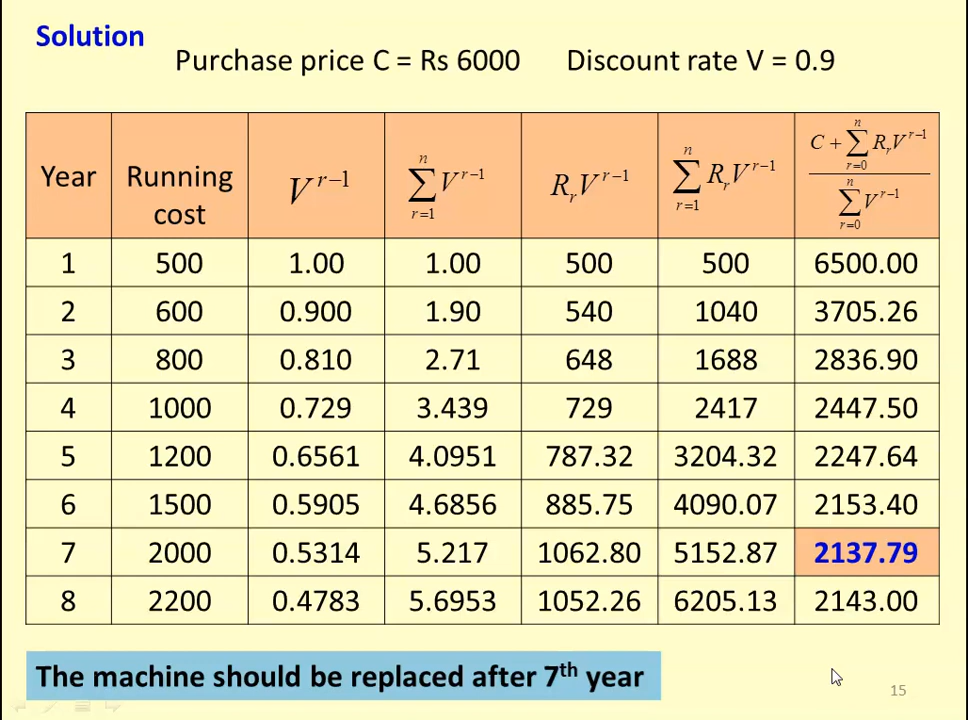 Solution
Purchase price C = Rs 6000 Discount rate V = 0.9
Year Running cost V^{r-1} \sum_{r=1}^{n} V^{r-1} R_r V^{r-1} \sum_{r=1}^{n} R_r V^{r-1} \frac{C + \sum_{r=0}^{n} R_r V^{r-1}}{\sum_{r=0}^{n} V^{r-1}}
1 500 1.00 1.00 500 500 6500.00
2 600 0.900 1.90 540 1040 3705.26
3 800 0.810 2.71 648 1688 2836.90
4 1000 0.729 3.439 729 2417 2447.50
5 1200 0.6561 4.0951 787.32 3204.32 2247.64
6 1500 0.5905 4.6856 885.75 4090.07 2153.40
7 2000 0.5314 5.217 1062.80 5152.87 2137.79
8 2200 0.4783 5.6953 1052.26 6205.13 2143.00
The machine should be replaced after 7th year
15